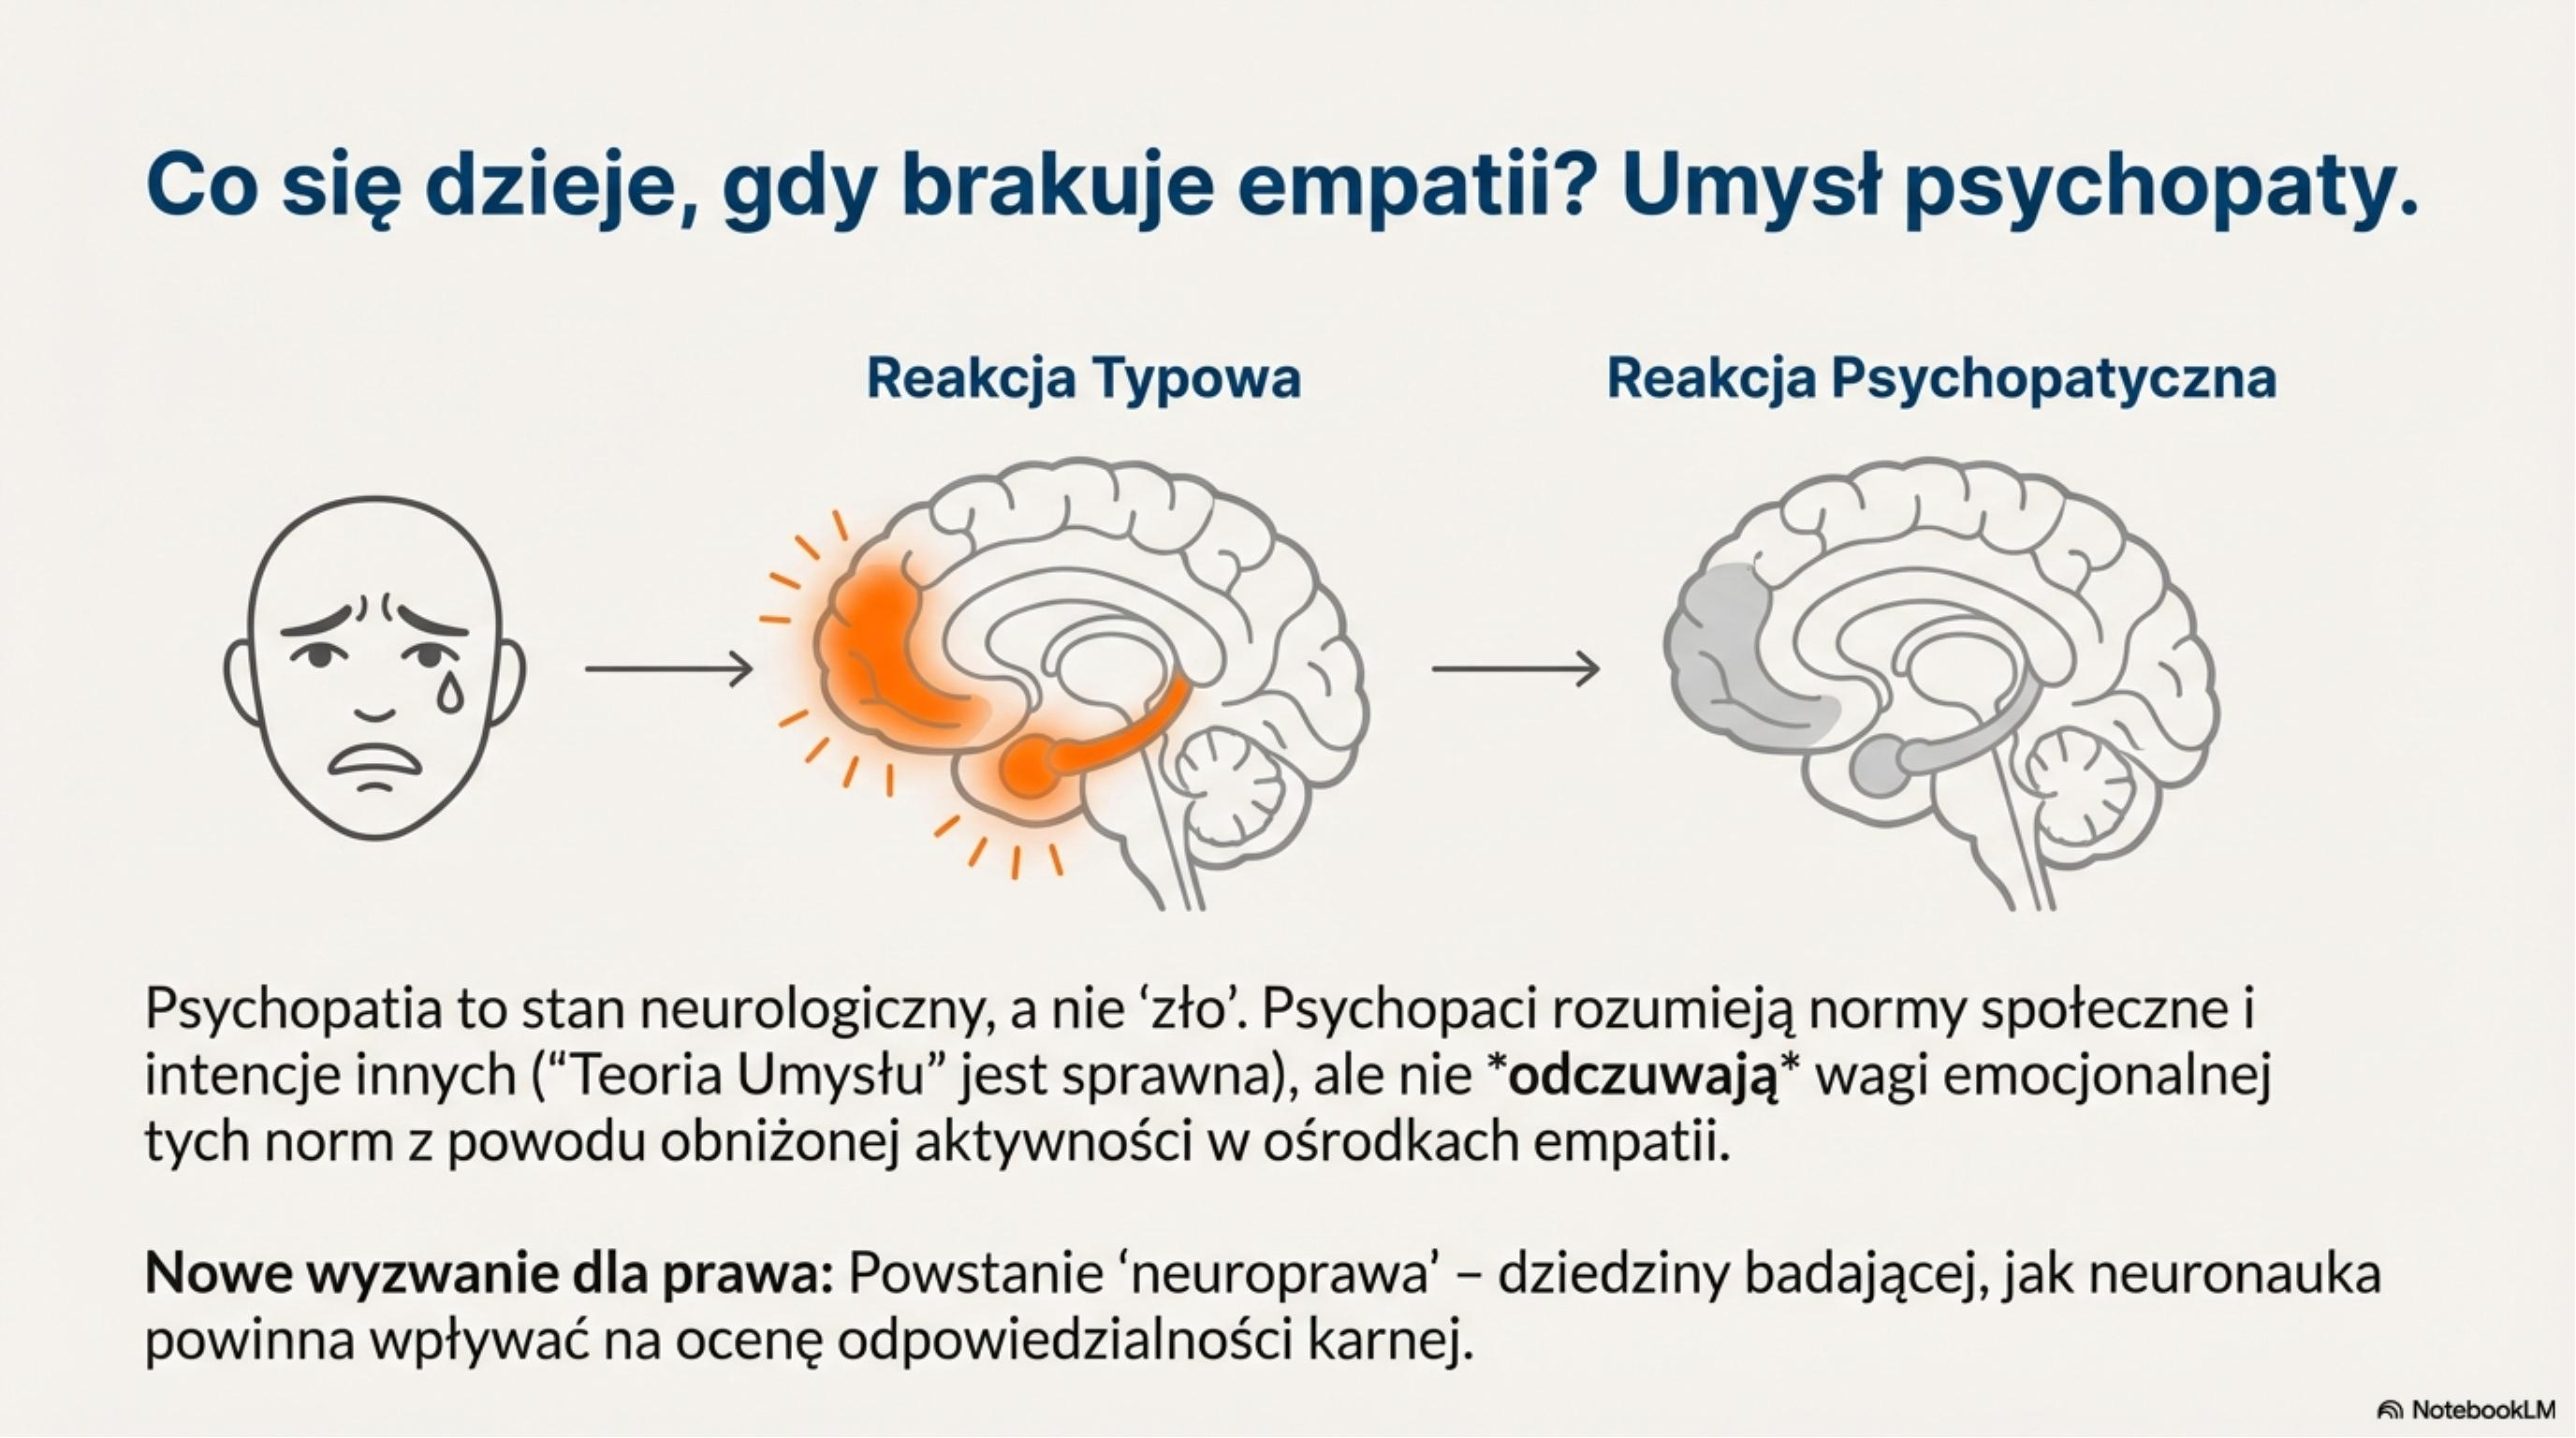 Co się dzieje, gdy brakuje empatii? Umysł psychopaty.
Reakcja Typowa
Reakcja Psychopatyczna
Psychopatia to stan neurologiczny, a nie ‘zło’. Psychopaci rozumieją normy społeczne i
intencje innych (“Teoria Umysłu” jest sprawna), ale nie *odczuwają* wagi emocjonalnej
tych norm z powodu obniżonej aktywności w ośrodkach empatii.
Nowe wyzwanie dla prawa: Powstanie ‘neuroprawa’ – dziedziny badającej, jak neuronauka
powinna wpływać na ocenę odpowiedzialności karnej.
NotebookLM